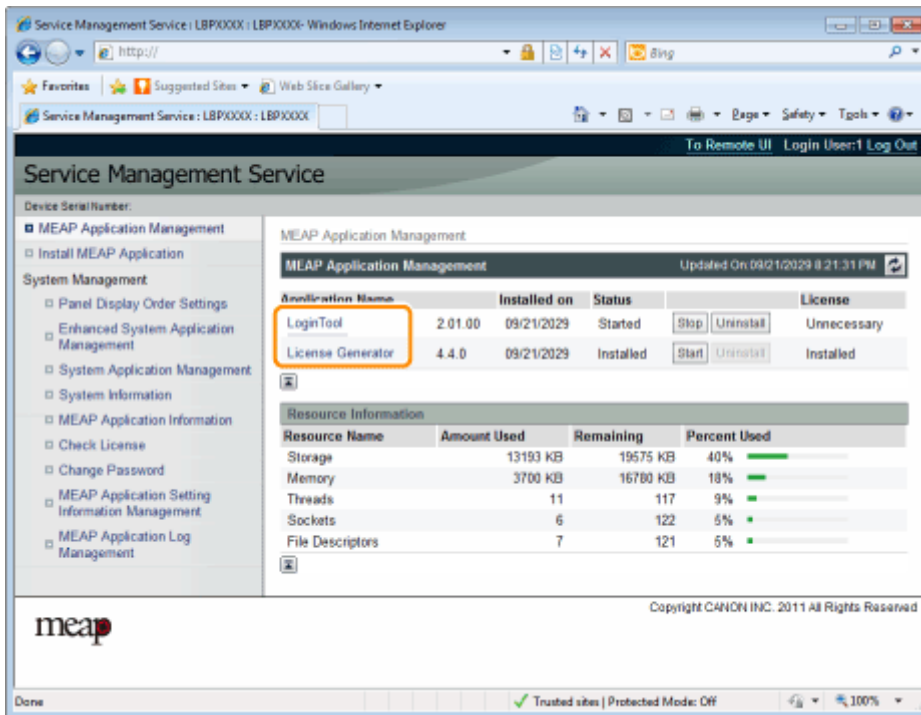 Service Management Service : LBPXXXX : LBPXXXX- Windows Internet Explorer
http://
Bing
Favorites Suggested Sites Web Slice Gallery
Service Management Service : LBPXXXX : LBPXXXX
Page Safety Tools
To Remote UI Login User:1 Log Out
Service Management Service
Device Serial Number:
MEAP Application Management
Install MEAP Application
System Management
Panel Display Order Settings
Enhanced System Application
Management
System Application Management
System Information
MEAP Application Information
Check License
Change Password
MEAP Application Setting
Information Management
MEAP Application Log
Management
MEAP Application Management
MEAP Application Management Updated On:09/21/2029 8:21:31 PM
Application Name Installed on Status License
LoginTool 2.01.00 09/21/2029 Started Stop Uninstall Unnecessary
License Generator 4.4.0 09/21/2029 Installed Start Uninstall Installed
Resource Information
Resource Name Amount Used Remaining Percent Used
Storage 13193 KB 19575 KB 40%
Memory 3700 KB 16780 KB 18%
Threads 11 117 9%
Sockets 6 122 5%
File Descriptors 7 121 5%
Copyright CANON INC. 2011 All Rights Reserved
meap
Done Trusted sites | Protected Mode: Off 100%